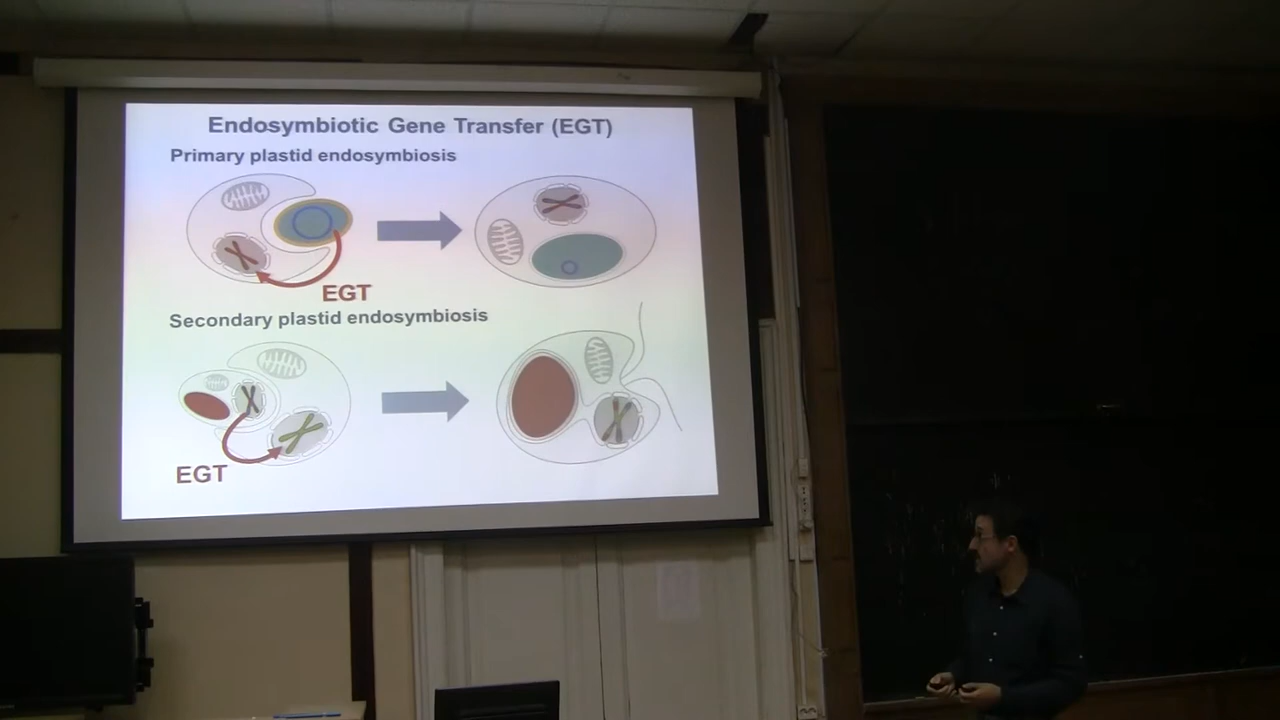 Endosymbiotic Gene Transfer (EGT)
Primary plastid endosymbiosis
EGT
Secondary plastid endosymbiosis
EGT